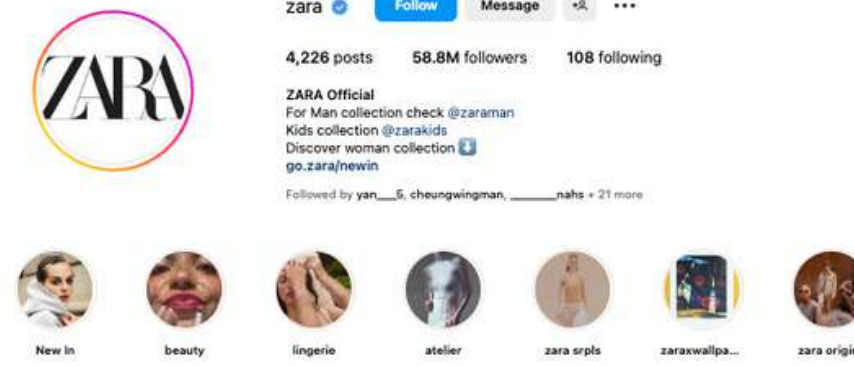 zara
Follow
Message
ZARA
4,226 posts
58.8M followers
108 following
ZARA Official
For Man collection check @zaraman
Kids collection @zarakids
Discover woman collection
go.zara/newin
Followed by yan___5, cheungwingman, _______nahs + 21 more
New In
beauty
lingerie
atelier
zara srpls
zaraxwallpa...
zara origi